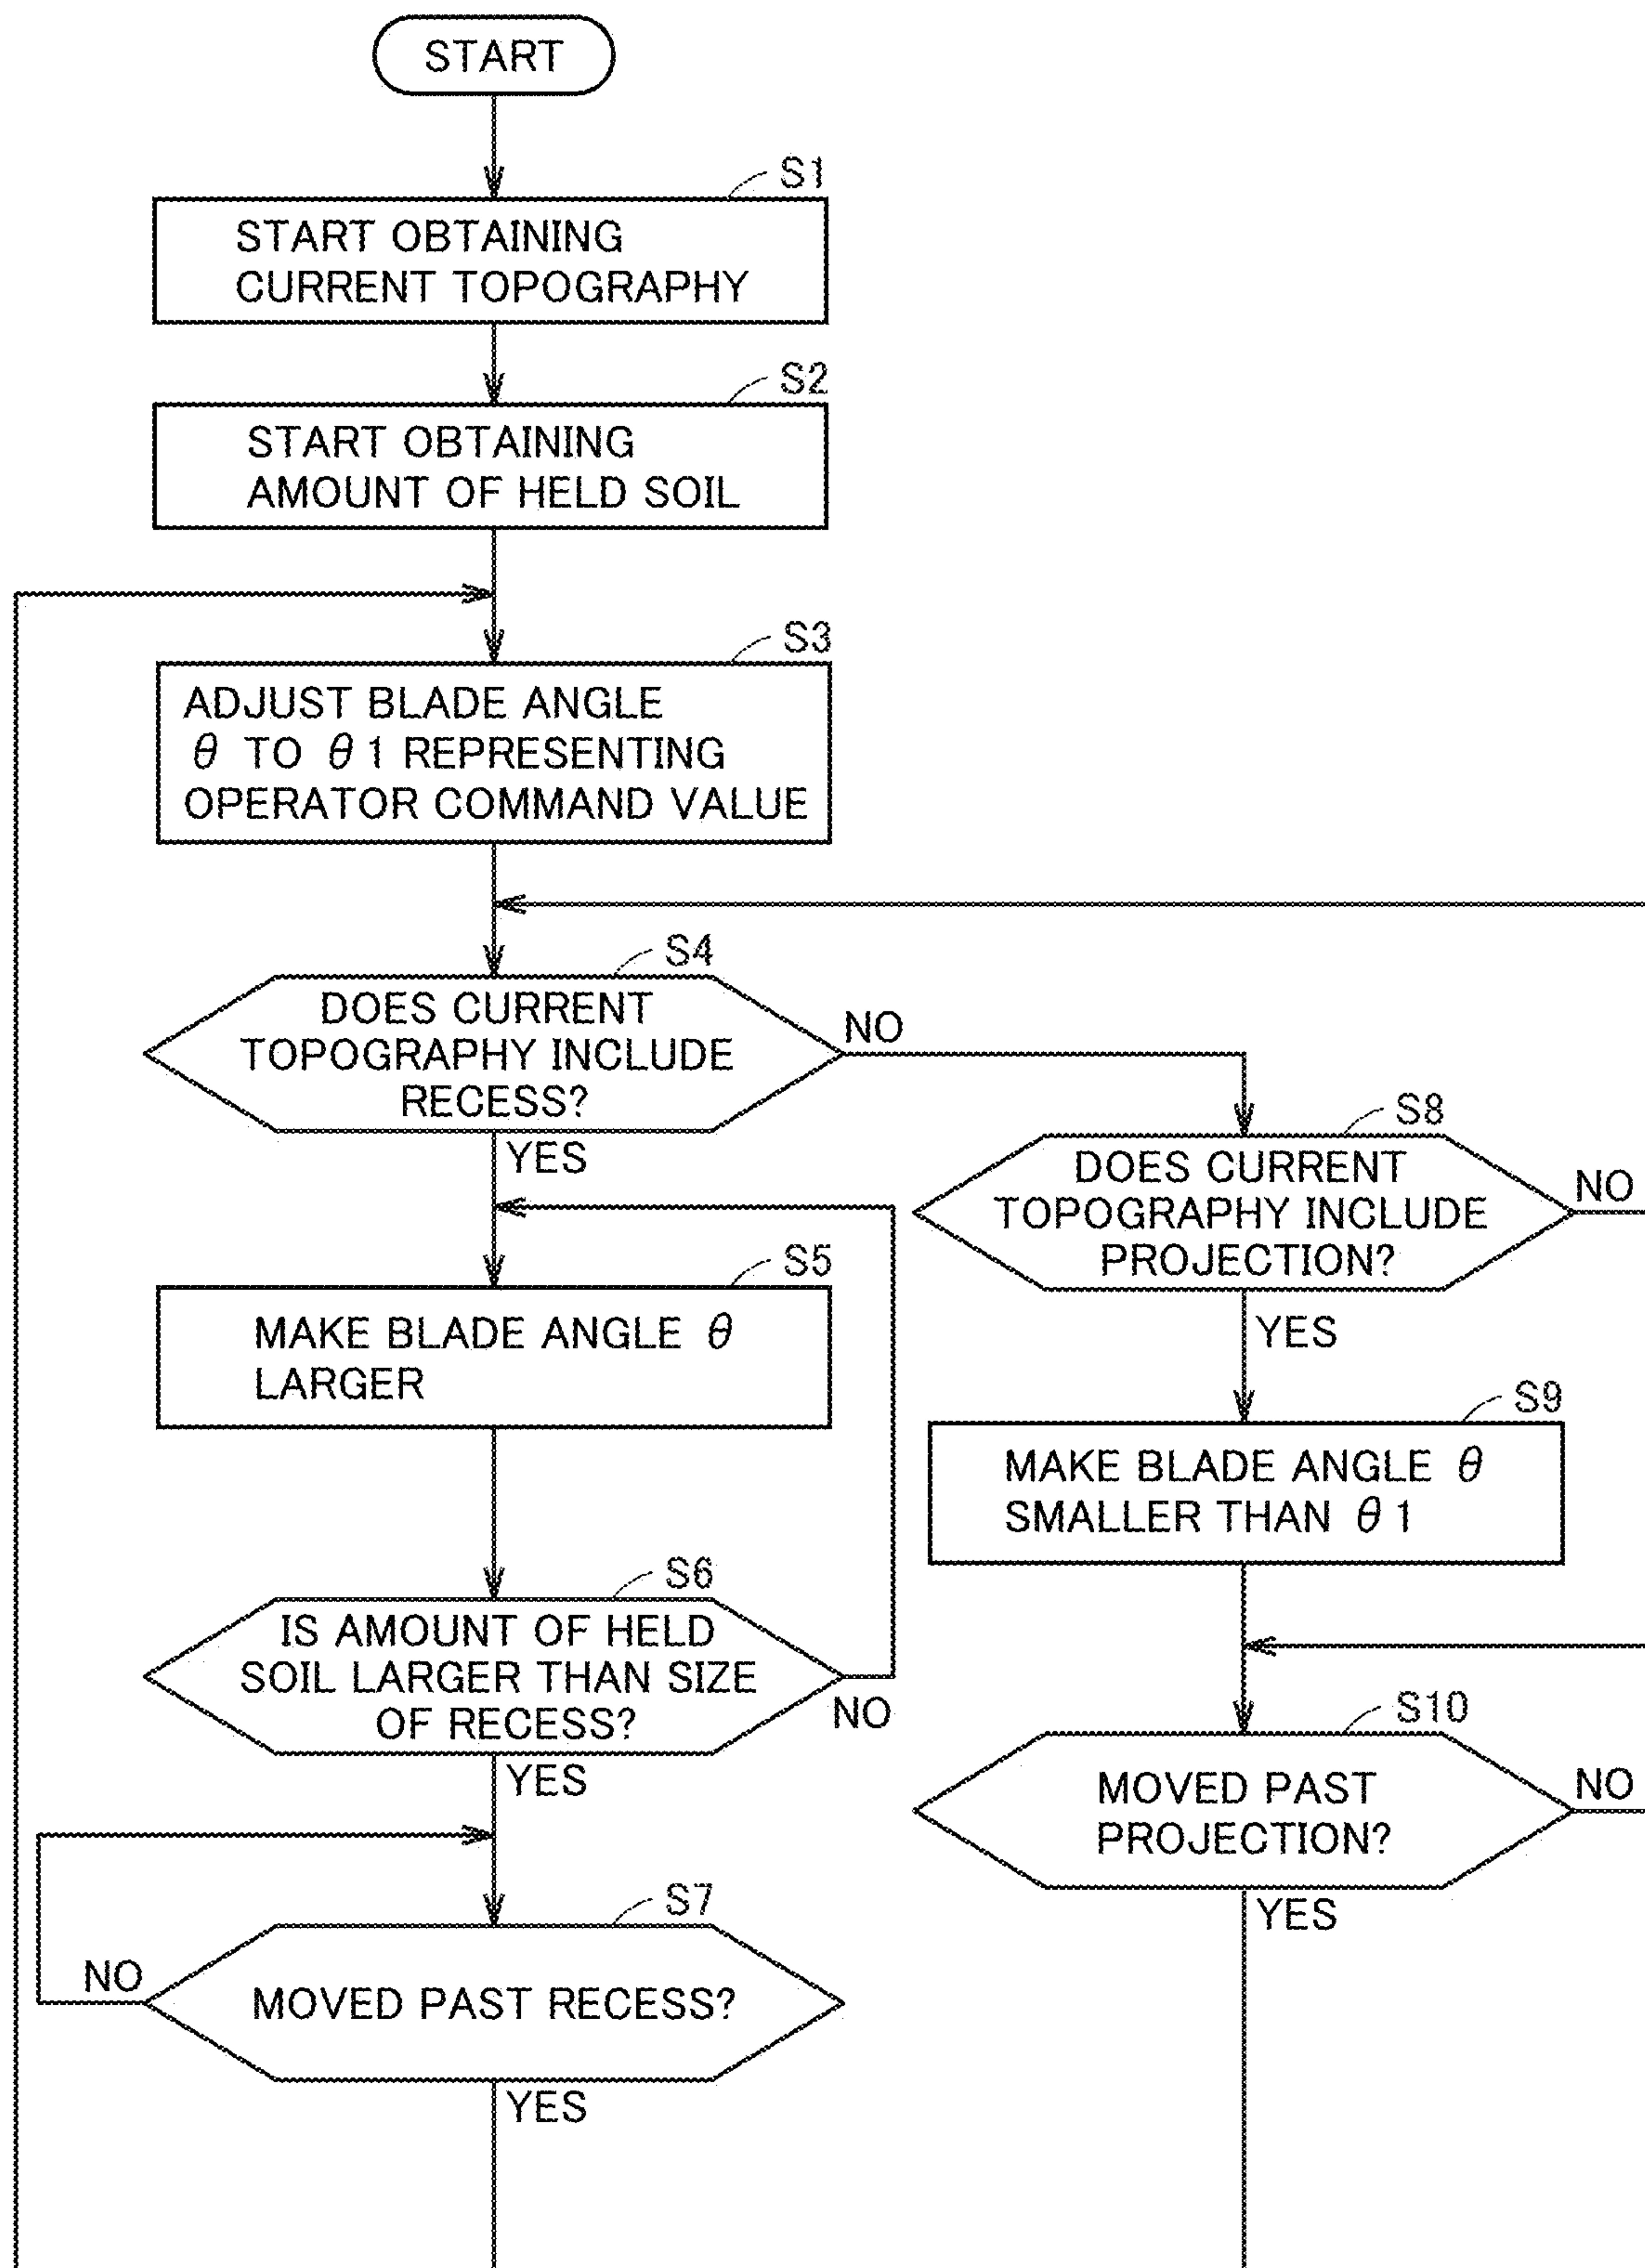 START
S1
START OBTAINING
CURRENT TOPOGRAPHY
S2
START OBTAINING
AMOUNT OF HELD SOIL
S3
ADJUST BLADE ANGLE
θ TO θ1 REPRESENTING
OPERATOR COMMAND VALUE
S4
DOES CURRENT
TOPOGRAPHY INCLUDE
RECESS?
NO
YES
S5
MAKE BLADE ANGLE θ
LARGER
S6
IS AMOUNT OF HELD
SOIL LARGER THAN SIZE
OF RECESS?
NO
YES
S7
MOVED PAST RECESS?
NO
YES
S8
DOES CURRENT
TOPOGRAPHY INCLUDE
PROJECTION?
NO
YES
S9
MAKE BLADE ANGLE θ
SMALLER THAN θ1
S10
MOVED PAST
PROJECTION?
NO
YES